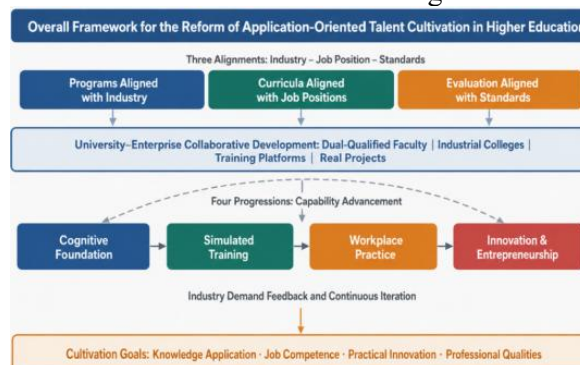 Overall Framework for the Reform of Application-Oriented Talent Cultivation in Higher Education
Three Alignments: Industry – Job Position – Standards
Programs Aligned
with Industry
Curricula Aligned
with Job Positions
Evaluation Aligned
with Standards
University–Enterprise Collaborative Development: Dual-Qualified Faculty | Industrial Colleges |
Training Platforms | Real Projects
Four Progressions: Capability Advancement
Cognitive
Foundation
Simulated
Training
Workplace
Practice
Innovation &
Entrepreneurship
Industry Demand Feedback and Continuous Iteration
Cultivation Goals: Knowledge Application · Job Competence · Practical Innovation · Professional Qualities